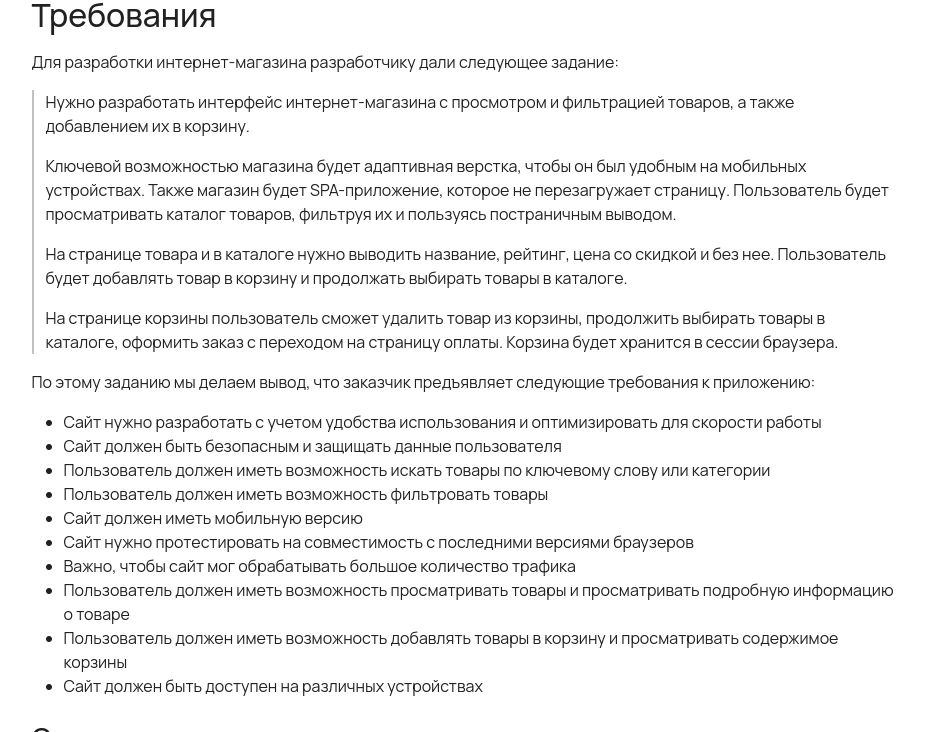 Требования
Для разработки интернет-магазина разработчику дали следующее задание:
Нужно разработать интерфейс интернет-магазина с просмотром и фильтрацией товаров, а также
добавлением их в корзину.
Ключевой возможностью магазина будет адаптивная верстка, чтобы он был удобным на мобильных
устройствах. Также магазин будет SPA-приложение, которое не перезагружает страницу. Пользователь будет
просматривать каталог товаров, фильтруя их и пользуясь постраничным выводом.
На странице товара и в каталоге нужно выводить название, рейтинг, цена со скидкой и без нее. Пользователь
будет добавлять товар в корзину и продолжать выбирать товары в каталоге.
На странице корзины пользователь сможет удалить товар из корзины, продолжить выбирать товары в
каталоге, оформить заказ с переходом на страницу оплаты. Корзина будет хранится в сессии браузера.
По этому заданию мы делаем вывод, что заказчик предъявляет следующие требования к приложению:
• Сайт нужно разработать с учетом удобства использования и оптимизировать для скорости работы
• Сайт должен быть безопасным и защищать данные пользователя
• Пользователь должен иметь возможность искать товары по ключевому слову или категории
• Пользователь должен иметь возможность фильтровать товары
• Сайт должен иметь мобильную версию
• Сайт нужно протестировать на совместимость с последними версиями браузеров
• Важно, чтобы сайт мог обрабатывать большое количество трафика
• Пользователь должен иметь возможность просматривать товары и просматривать подробную информацию
о товаре
• Пользователь должен иметь возможность добавлять товары в корзину и просматривать содержимое
корзины
• Сайт должен быть доступен на различных устройствах